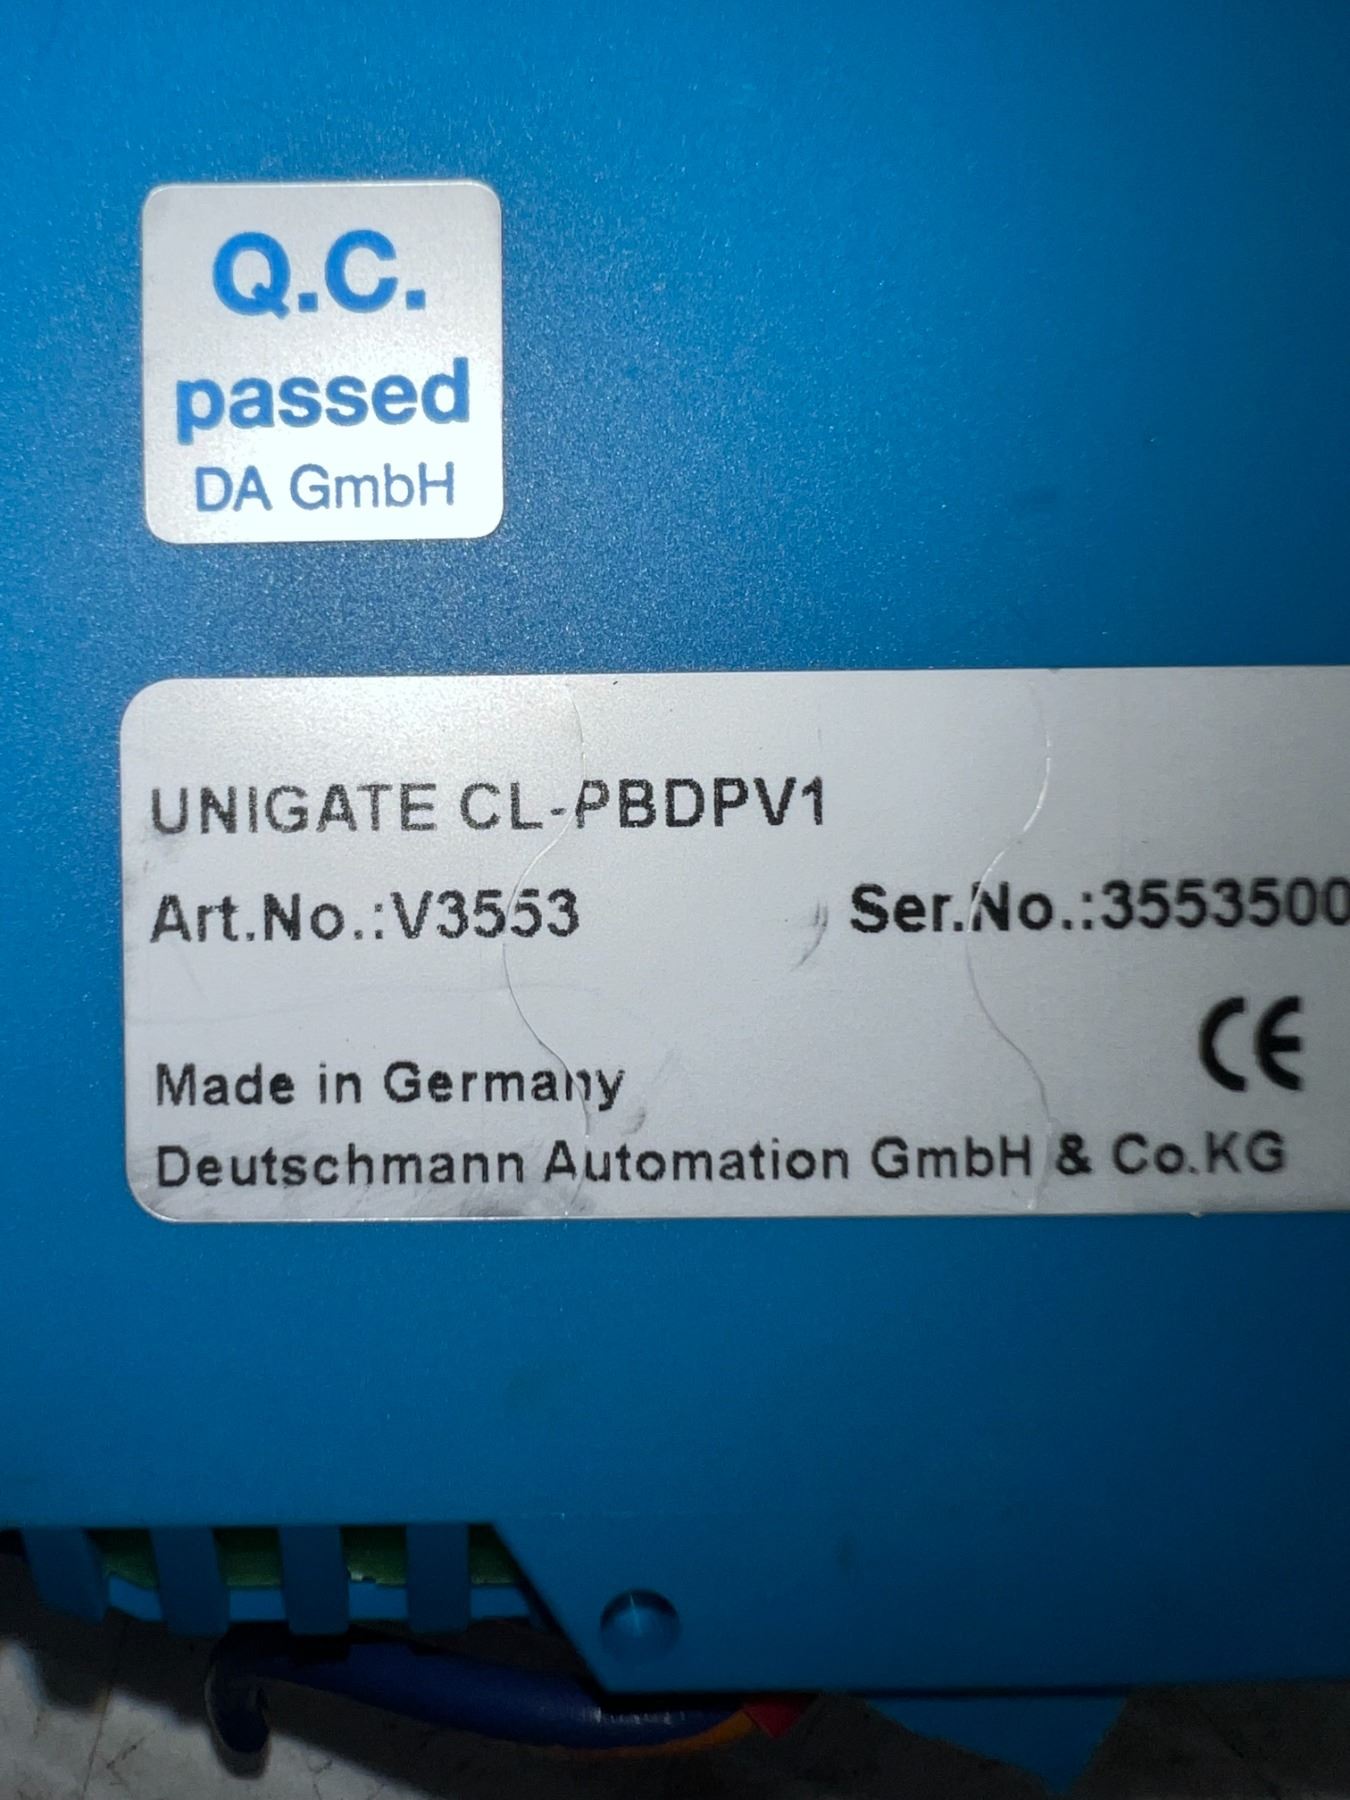 Q.C.
passed
DA GmbH
UNIGATE CL-PBDPV1
Art.No.:V3553
Ser.No.:3553500
Made in Germany
CE
Deutschmann Automation GmbH & Co.KG